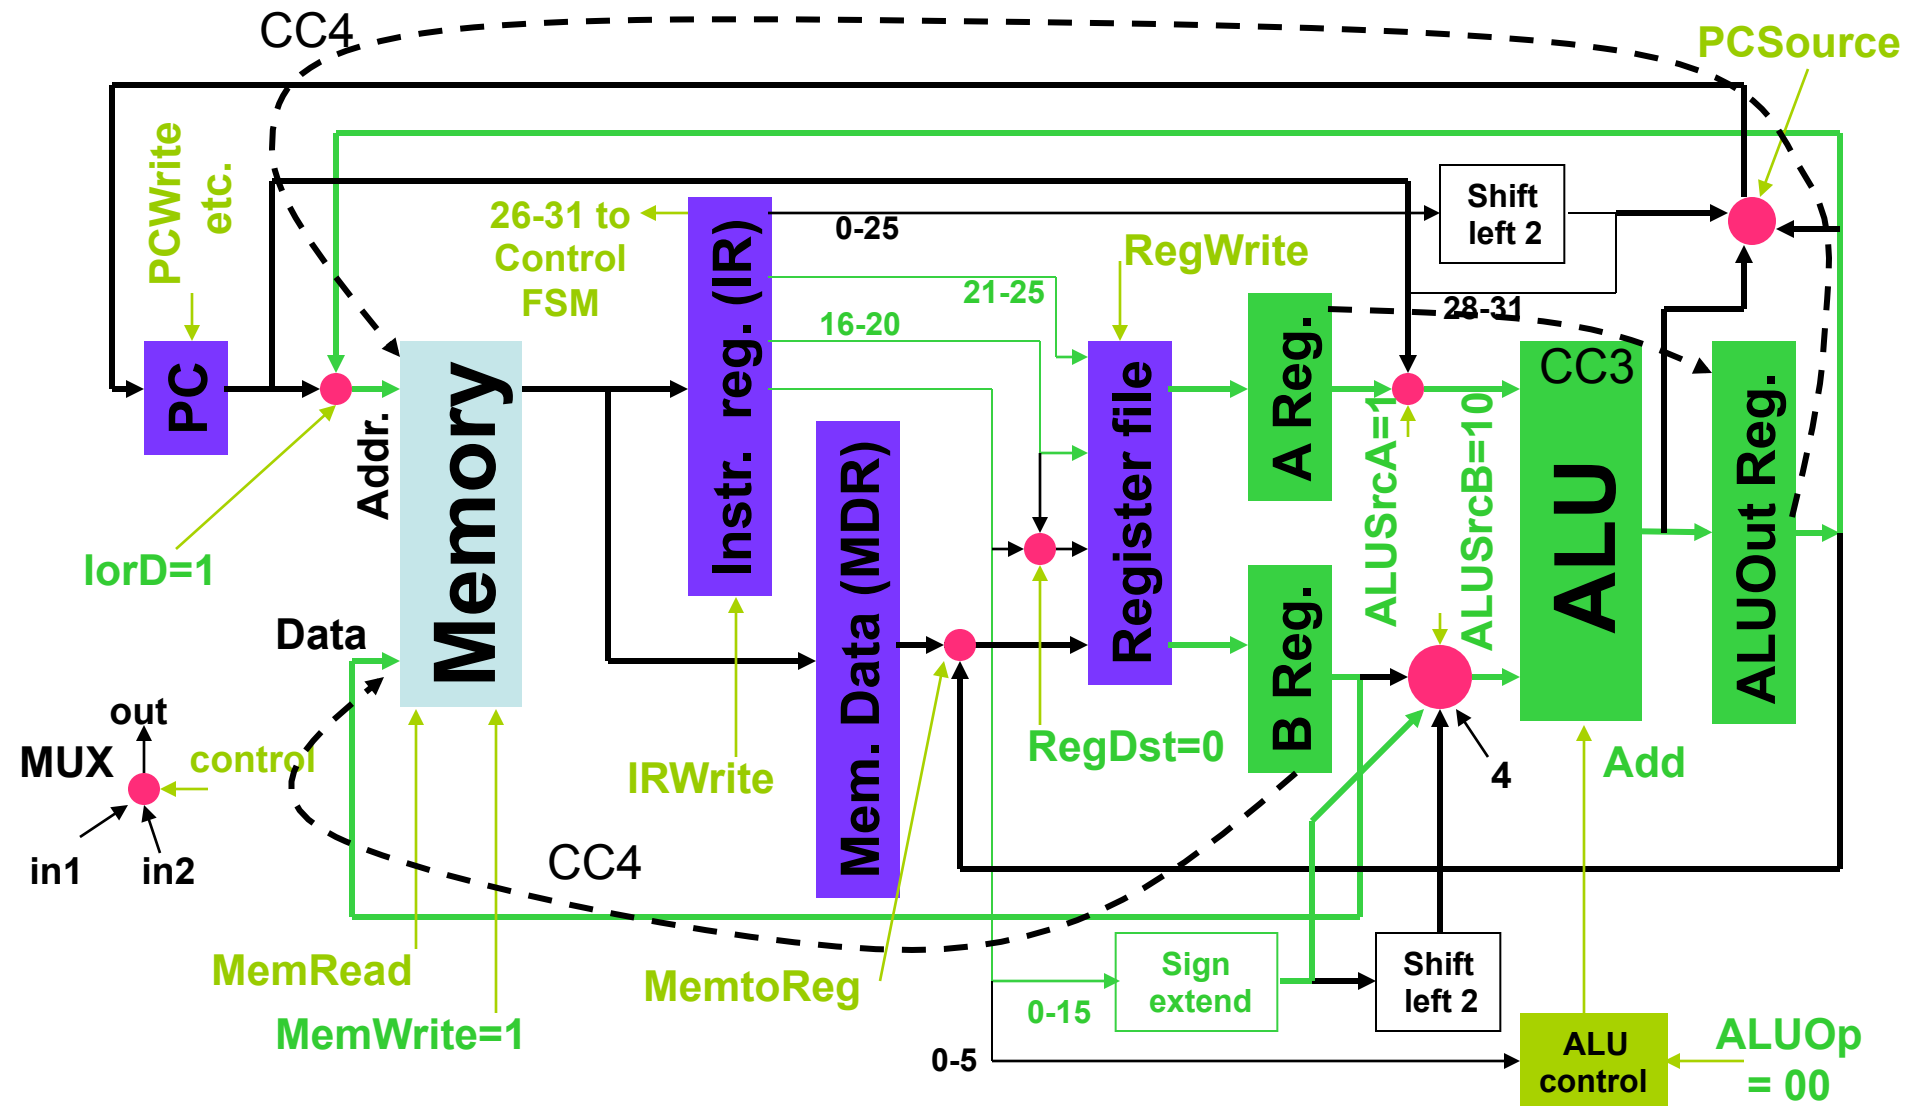 CC4
PCSource
PCWrite
etc.
26-31 to
Control
FSM
0-25
Shift
left 2
RegWrite
21-25
16-20
28-31
CC3
PC
Addr.
Memory
Instr. reg. (IR)
Mem. Data (MDR)
Register file
A Reg.
B Reg.
ALUSrcA=1
ALUSrcB=10
ALU
ALUOut Reg.
IorD=1
Data
out
MUX
control
in1
in2
IRWrite
RegDst=0
4
Add
CC4
MemRead
MemWrite=1
MemtoReg
Sign
extend
0-15
Shift
left 2
0-5
ALU
control
ALUOp
= 00